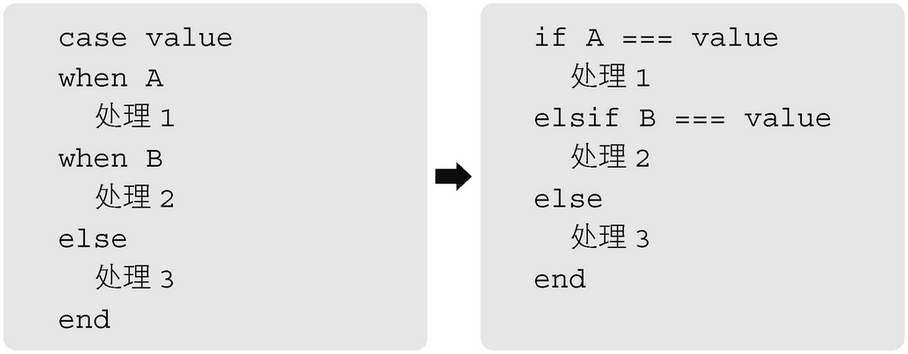 case value
when A
处理 1
when B
处理 2
else
处理 3
end
if A === value
处理 1
elsif B === value
处理 2
else
处理 3
end